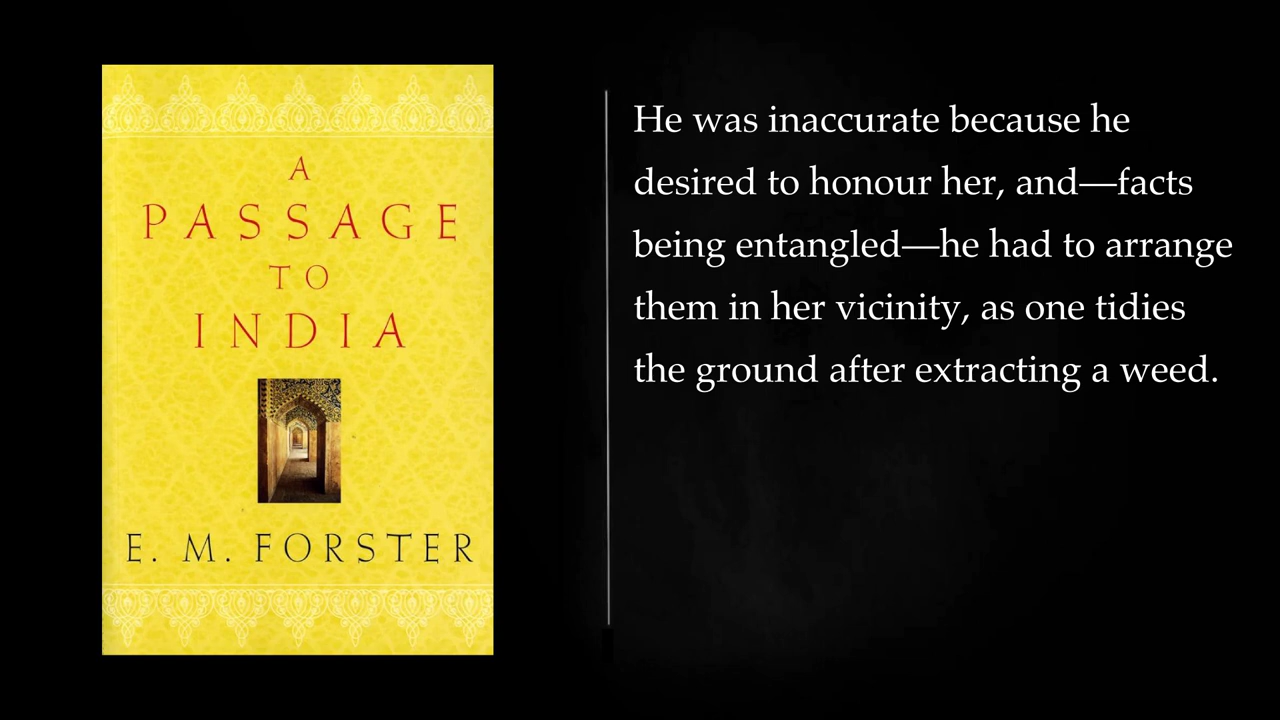 A
PASSAGE
TO
INDIA
E. M. FORSTER
He was inaccurate because he
desired to honour her, and—facts
being entangled—he had to arrange
them in her vicinity, as one tidies
the ground after extracting a weed.